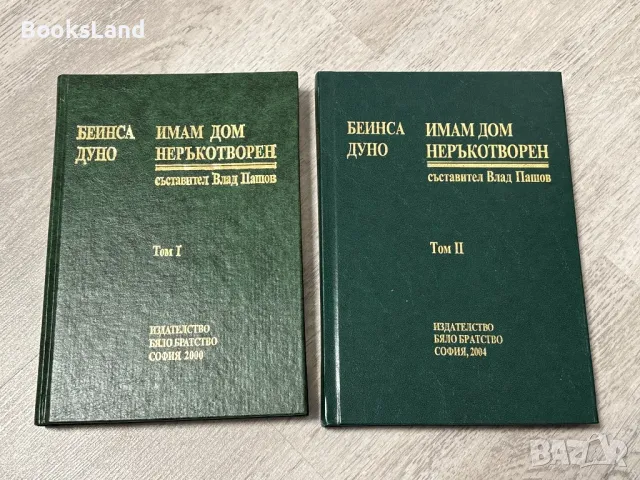 BooksLand
БЕИНСА
ДУНО
ИМАМ ДОМ
НЕРЪКОТВОРЕН
съставител Влад Пашов
Том I
ИЗДАТЕЛСТВО
БЯЛО БРАТСТВО
СОФИЯ 2000
БЕИНСА
ДУНО
ИМАМ ДОМ
НЕРЪКОТВОРЕН
съставител Влад Пашов
Том II
ИЗДАТЕЛСТВО
БЯЛО БРАТСТВО
СОФИЯ, 2004
BAZAR